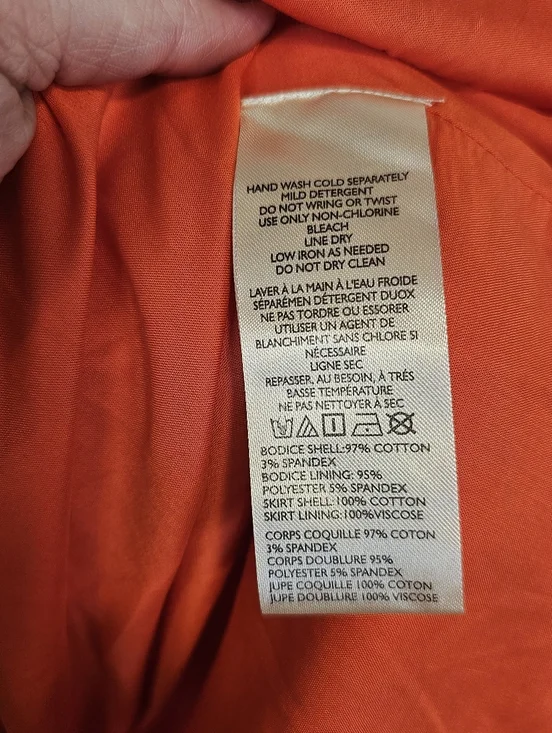 HAND WASH COLD SEPARATELY
MILD DETERGENT
DO NOT WRING OR TWIST
USE ONLY NON-CHLORINE
BLEACH
LINE DRY
LOW IRON AS NEEDED
DO NOT DRY CLEAN
LAVER À LA MAIN À L'EAU FROIDE
SÉPARÉMEN DÉTERGENT DUOX
NE PAS TORDRE OU ESSORER
UTILISER UN AGENT DE
BLANCHIMENT SANS CHLORE SI
NÉCESSAIRE
LIGNE SEC
REPASSER, AU BESOIN, À TRÉS
BASSE TEMPÉRATURE
NE PAS NETTOYER À SEC
BODICE SHELL:97% COTTON
3% SPANDEX
BODICE LINING: 95%
POLYESTER 5% SPANDEX
SKIRT SHELL:100% COTTON
SKIRT LINING:100%VISCOSE
CORPS COQUILLE 97% COTON
3% SPANDEX
CORPS DOUBLURE 95%
POLYESTER 5% SPANDEX
JUPE COQUILLE 100% COTON
JUPE DOUBLURE 100% VISCOSE